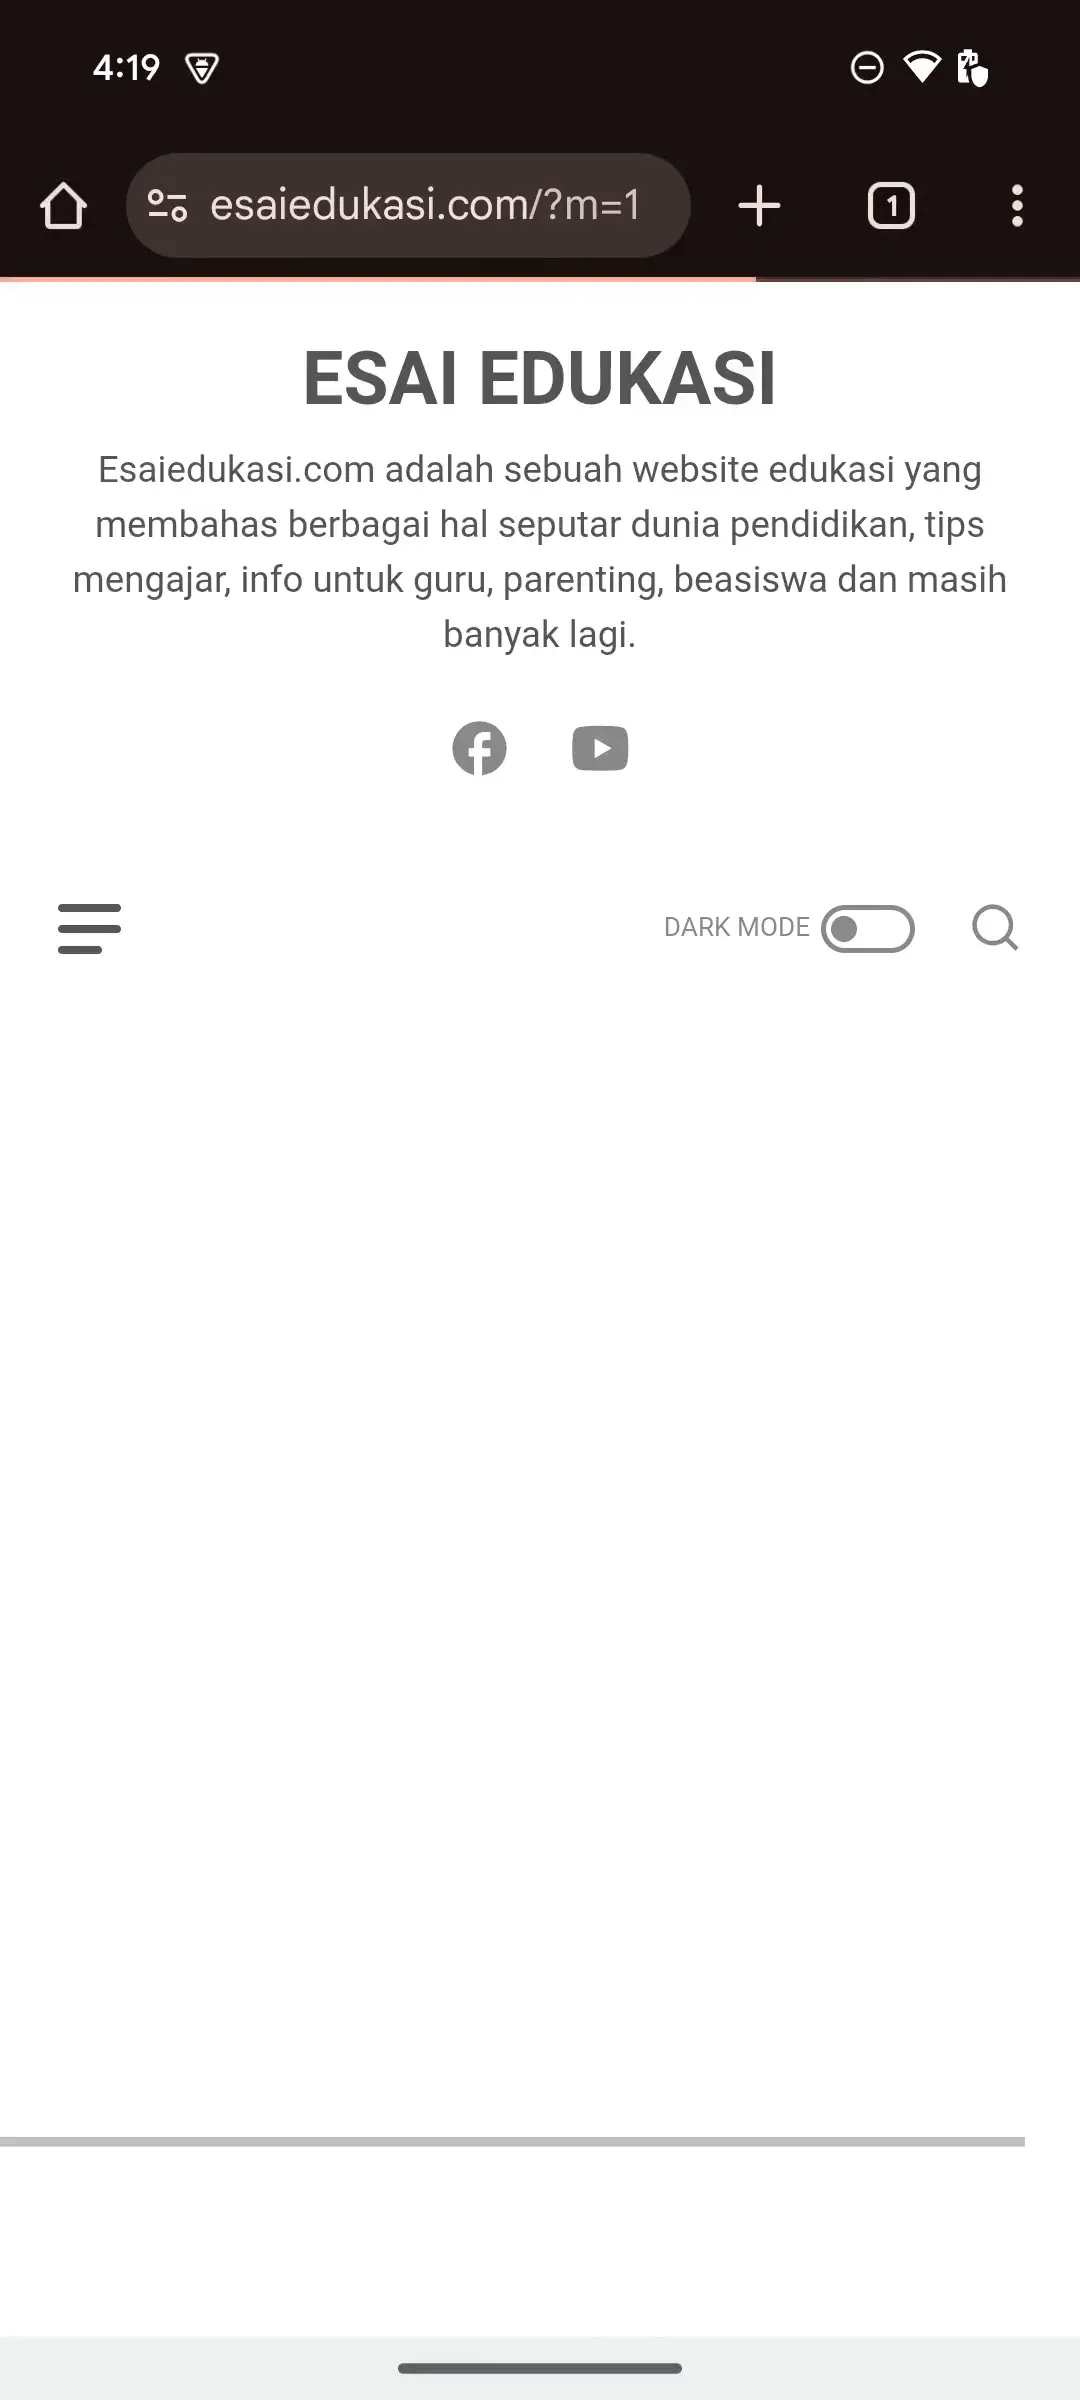 4:19
esaiedukasi.com/?m=1
1
ESAI EDUKASI
Esaiedukasi.com adalah sebuah website edukasi yang
membahas berbagai hal seputar dunia pendidikan, tips
mengajar, info untuk guru, parenting, beasiswa dan masih
banyak lagi.
DARK MODE